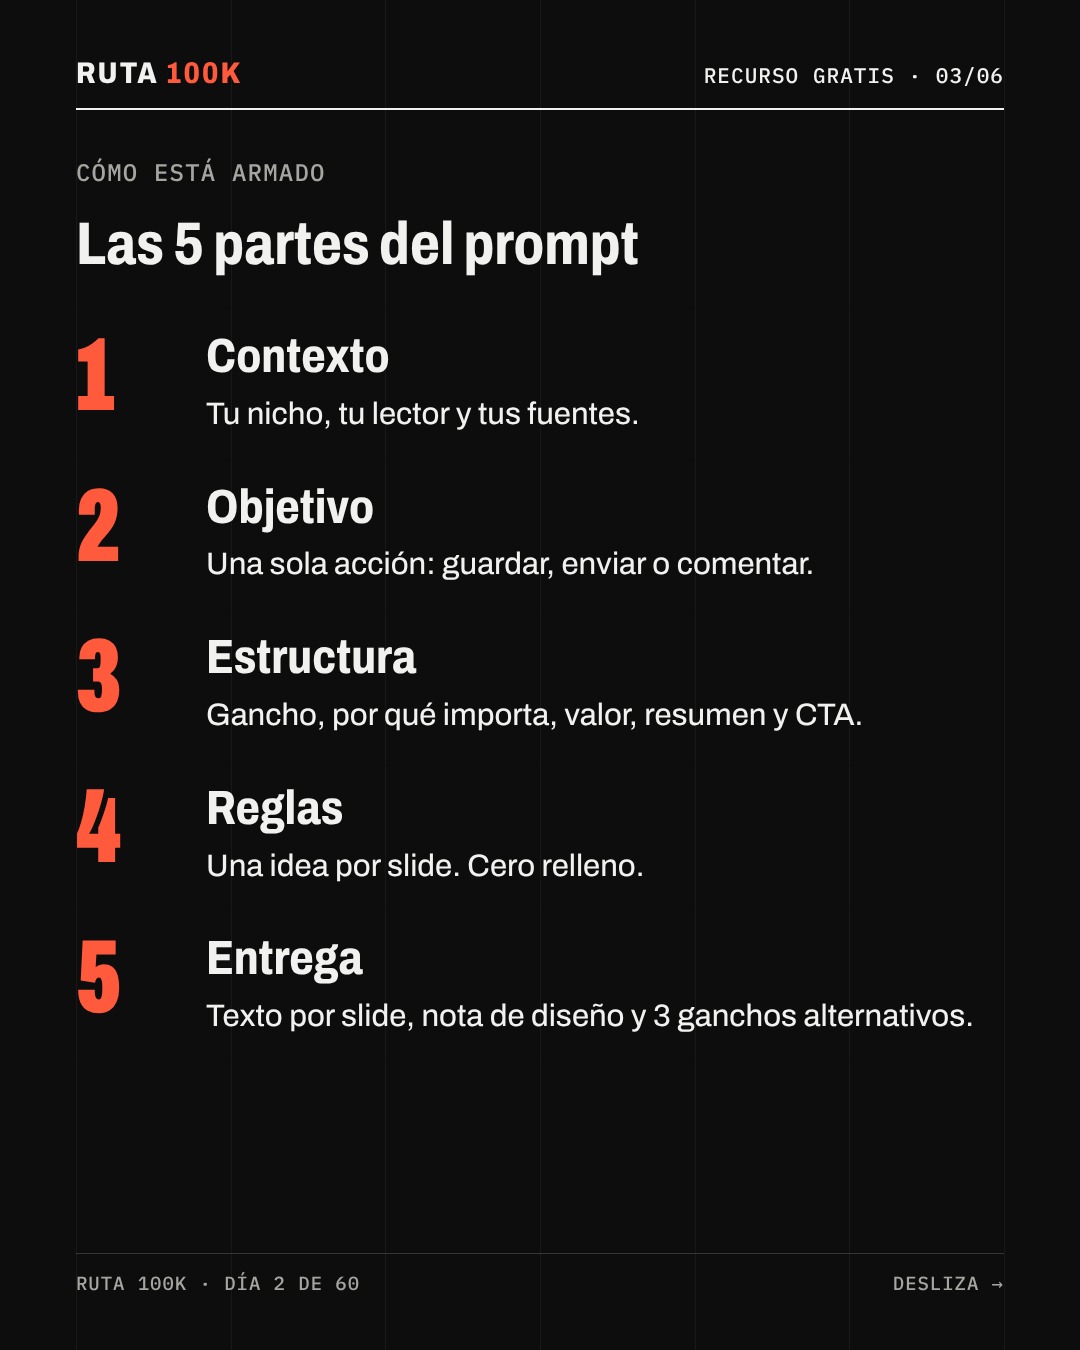 RUTA 100K
RECURSO GRATIS · 03/06
CÓMO ESTÁ ARMADO
Las 5 partes del prompt
1
Contexto
Tu nicho, tu lector y tus fuentes.
2
Objetivo
Una sola acción: guardar, enviar o comentar.
3
Estructura
Gancho, por qué importa, valor, resumen y CTA.
4
Reglas
Una idea por slide. Cero relleno.
5
Entrega
Texto por slide, nota de diseño y 3 ganchos alternativos.
RUTA 100K · DÍA 2 DE 60
DESLIZA →